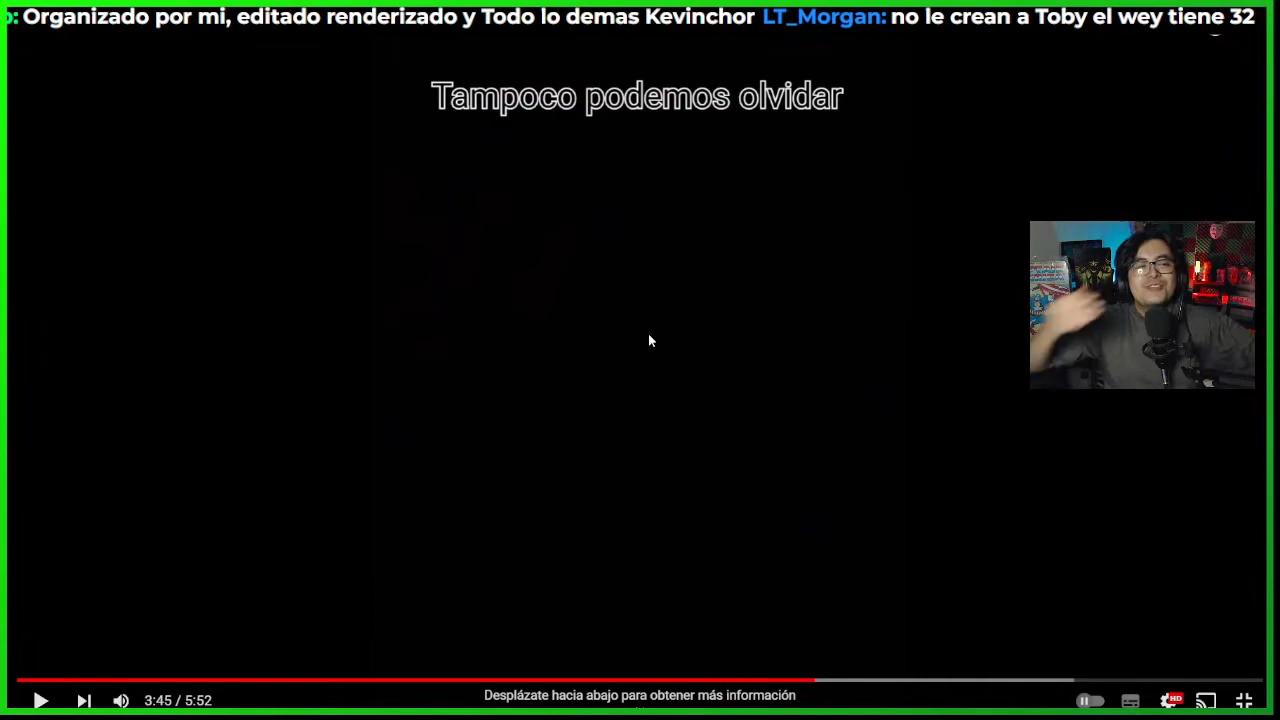 : Organizado por mi, editado renderizado y Todo lo demas Kevinchor LT_Morgan: no le crean a Toby el wey tiene 32
Tampoco podemos olvidar
Desplázate hacia abajo para obtener más información
3:45 / 5:52
HD